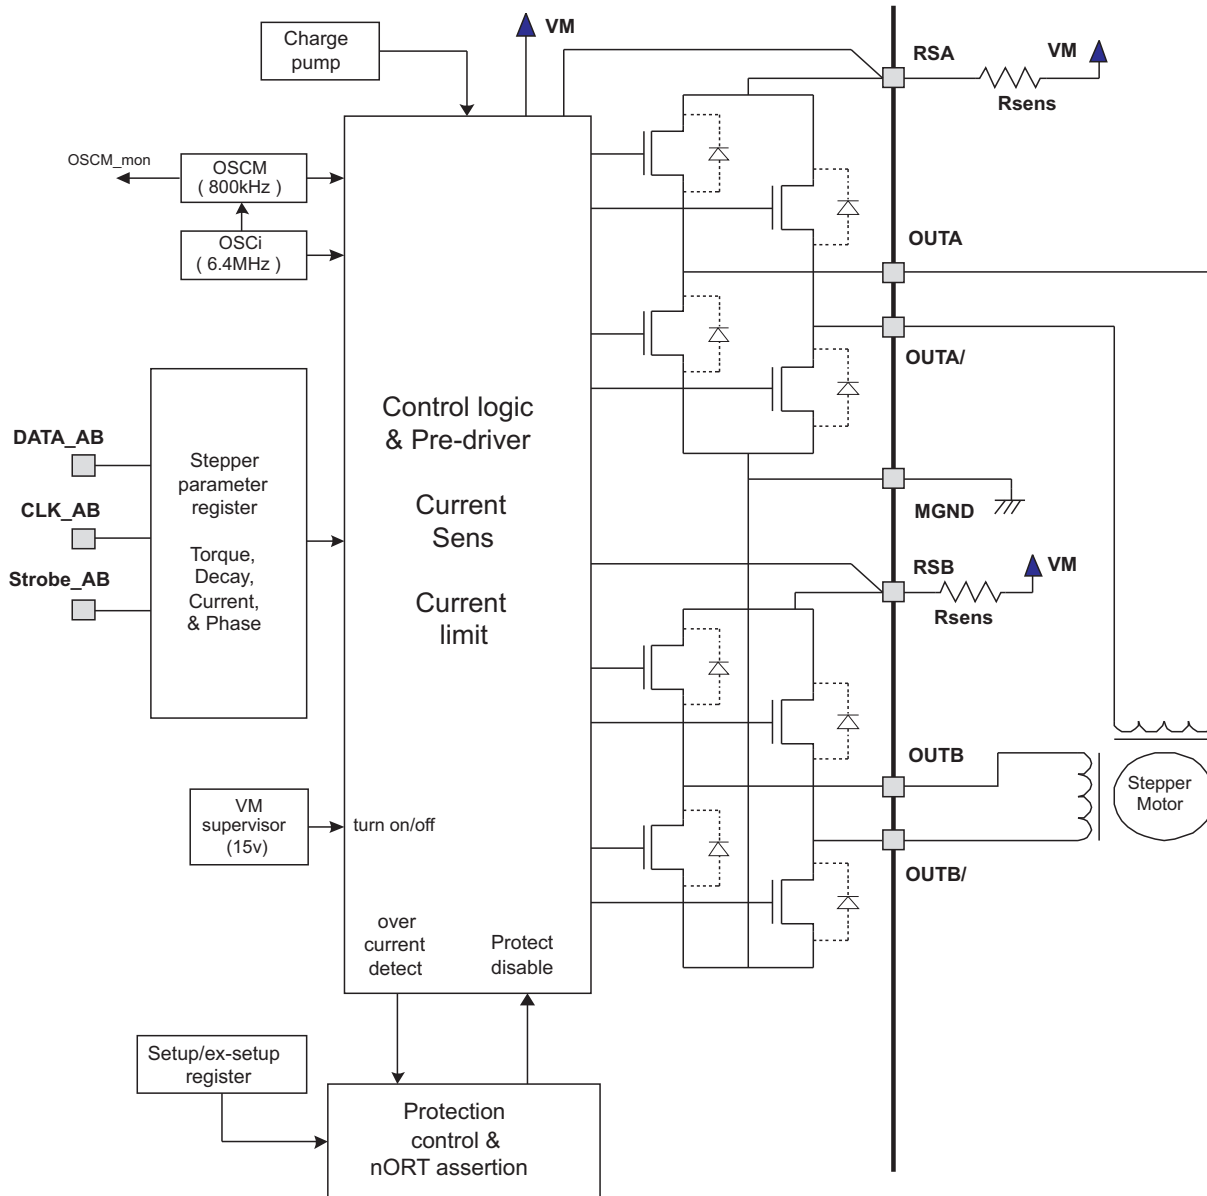 Charge
pump
VM
RSA
VM
Rsens
OSCM_mon
OSCM
( 800kHz )
OSCi
( 6.4MHz )
OUTA
OUTA/
Control logic
& Pre-driver
Current
Sens
Current
limit
DATA_AB
CLK_AB
Strobe_AB
Stepper
parameter
register
Torque,
Decay,
Current,
& Phase
MGND
RSB
VM
Rsens
OUTB
OUTB/
Stepper
Motor
VM
supervisor
(15v)
turn on/off
over
current
detect
Protect
disable
Setup/ex-setup
register
Protection
control &
nORT assertion